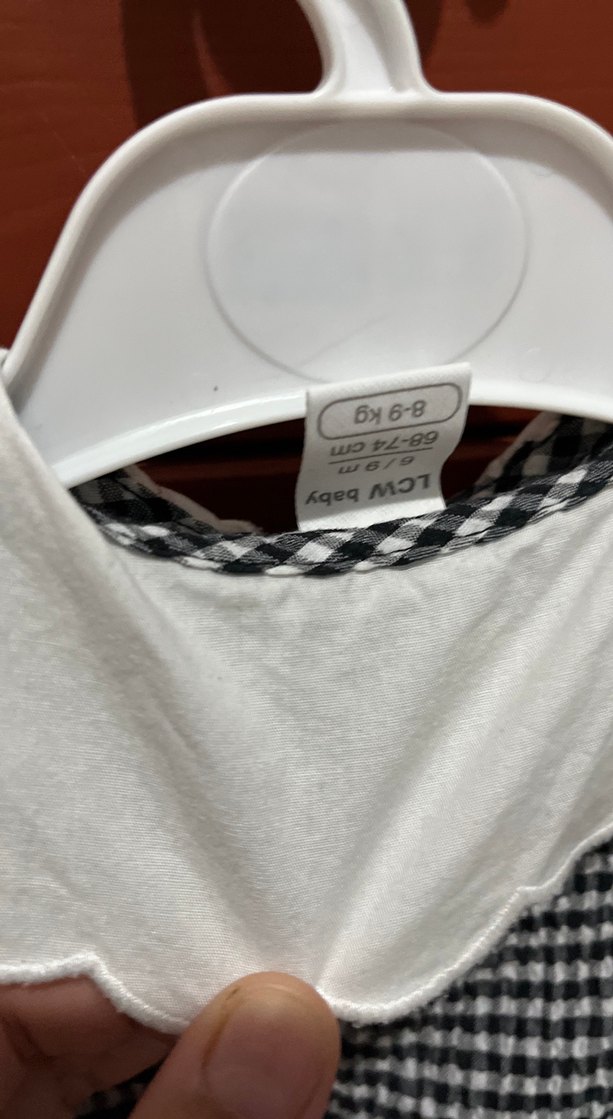 LCW baby
6 / 9 m
68-74 cm
8-9 kg